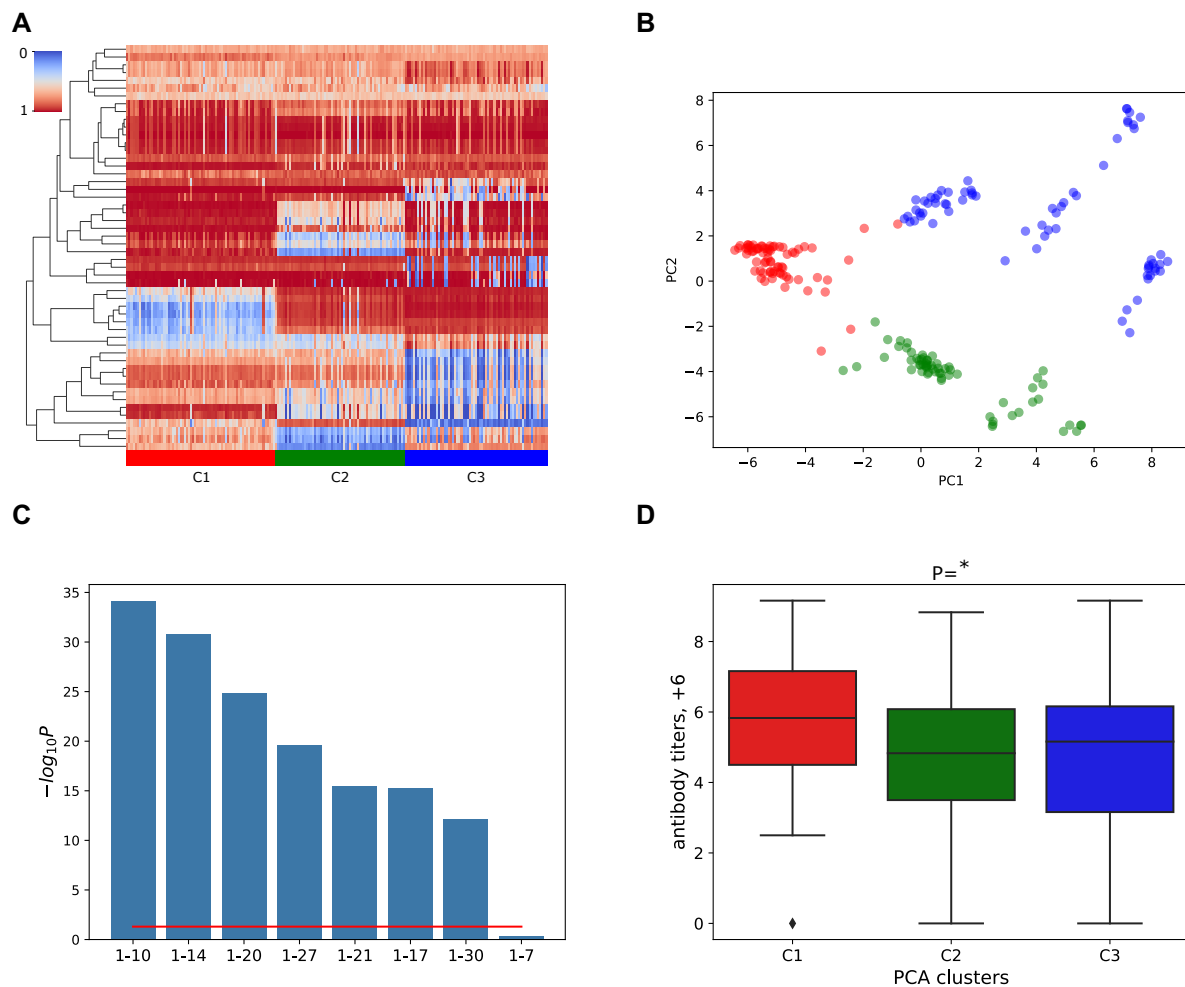 A
0
1
C1 C2 C3
B
PC2
8
6
4
2
0
−2
−4
−6
−6 −4 −2 0 2 4 6 8
PC1
C
−log10P
35
30
25
20
15
10
5
0
1-10 1-14 1-20 1-27 1-21 1-17 1-30 1-7
D
P=*
antibody titers, +6
8
6
4
2
0
C1 C2 C3
PCA clusters